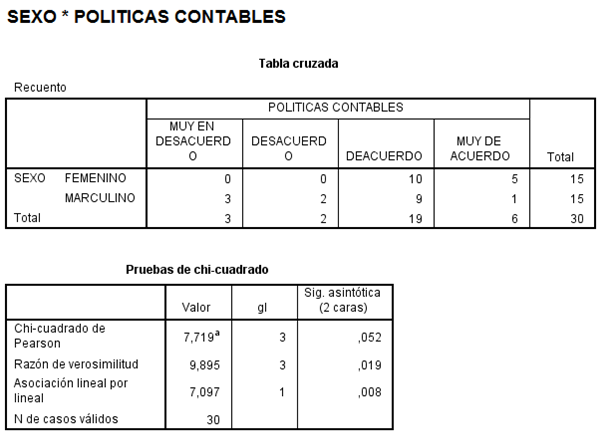 SEXO * POLITICAS CONTABLES
Tabla cruzada
Recuento
POLITICAS CONTABLES
MUY EN DESACUERD O DESACUERD O DEACUERDO MUY DE ACUERDO Total
SEXO FEMENINO 0 0 10 5 15
MARCULINO 3 2 9 1 15
Total 3 2 19 6 30
Pruebas de chi-cuadrado
Valor gl Sig. asintótica (2 caras)
Chi-cuadrado de Pearson 7,719a 3 ,052
Razón de verosimilitud 9,895 3 ,019
Asociación lineal por lineal 7,097 1 ,008
N de casos válidos 30